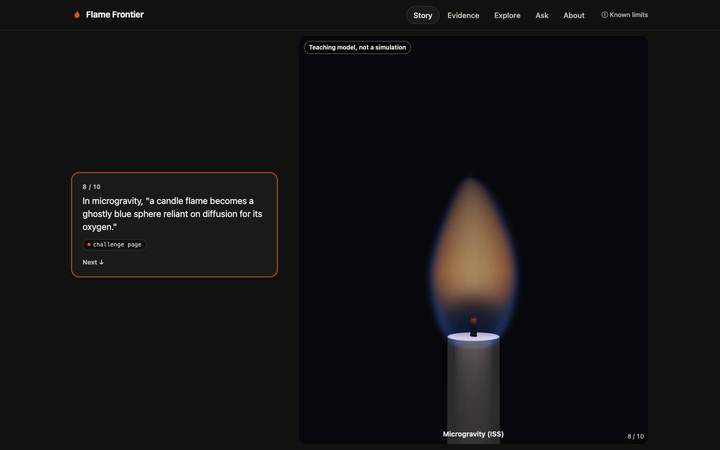 Flame Frontier
Story
Evidence
Explore
Ask
About
Known limits
Teaching model, not a simulation
8 / 10
In microgravity, "a candle flame becomes a
ghostly blue sphere reliant on diffusion for its
oxygen."
challenge page
Next ↓
Microgravity (ISS)
8 / 10